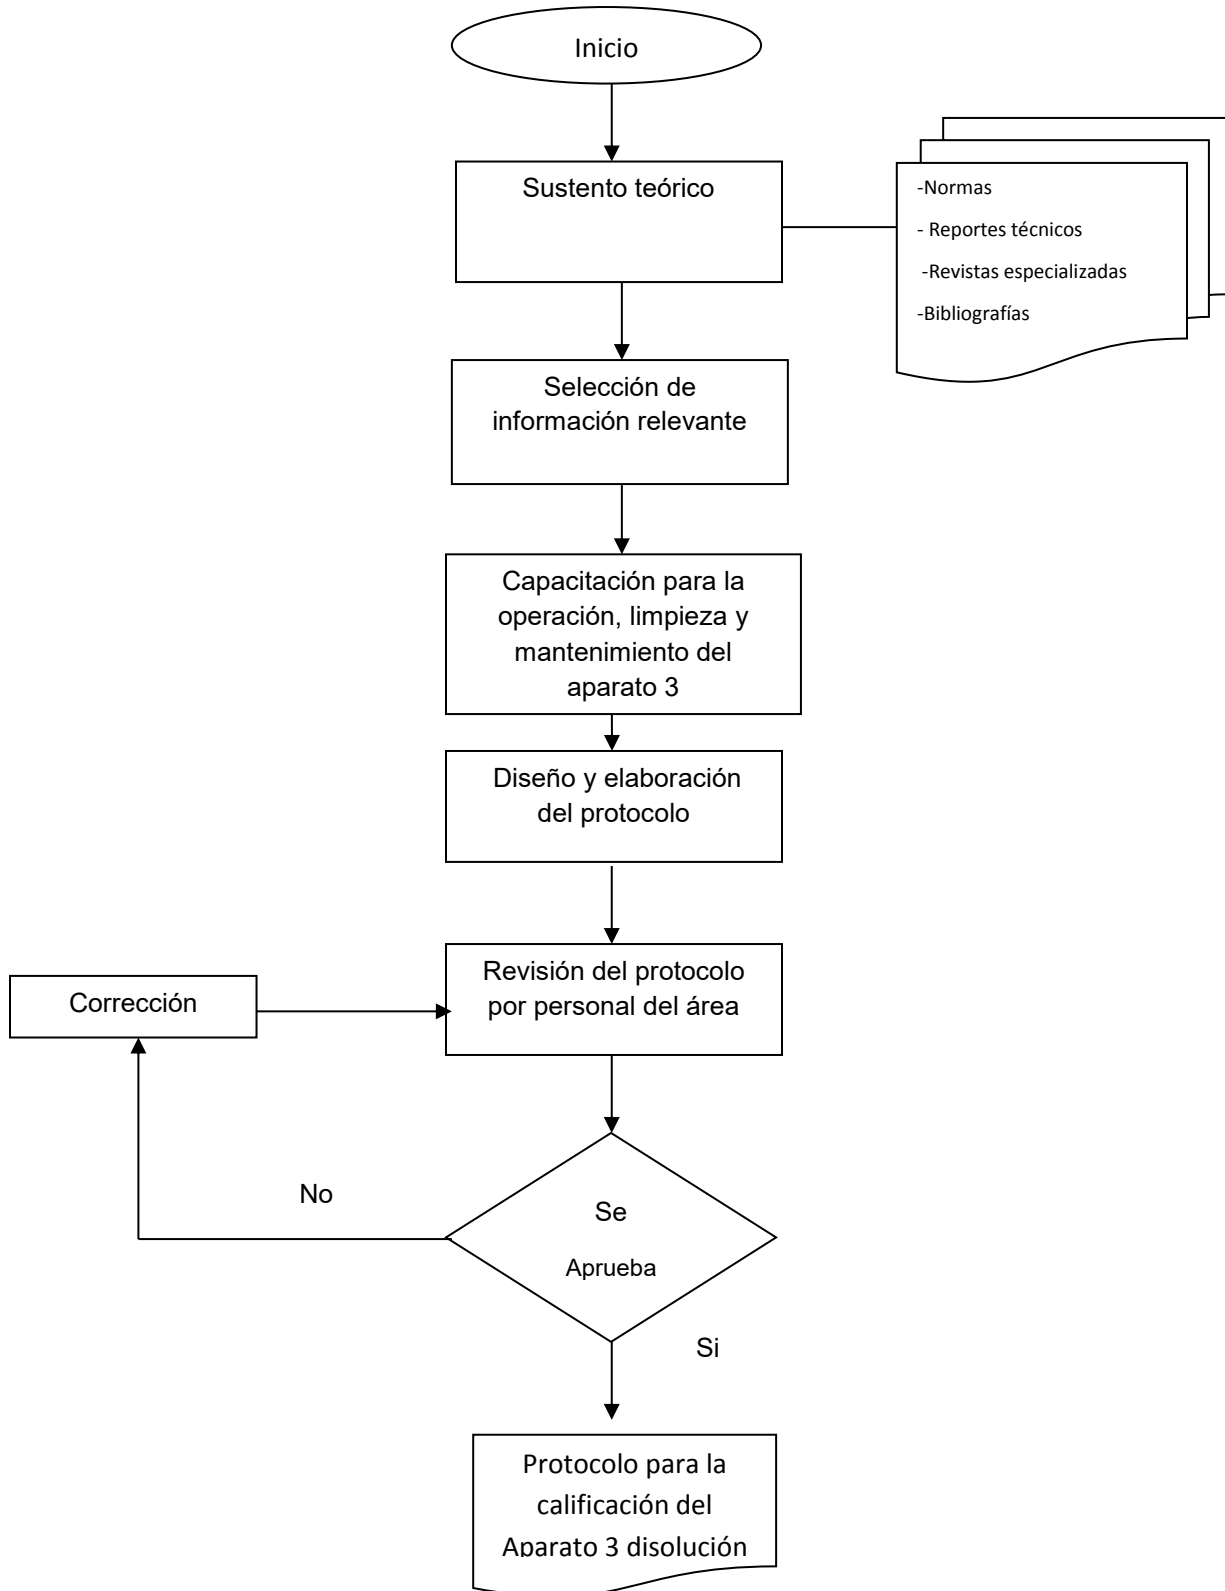 Inicio
Sustento teórico
-Normas
- Reportes técnicos
-Revistas especializadas
-Bibliografías
Selección de
información relevante
Capacitación para la
operación, limpieza y
mantenimiento del
aparato 3
Diseño y elaboración
del protocolo
Revisión del protocolo
por personal del área
Corrección
No
Se
Aprueba
Si
Protocolo para la
calificación del
Aparato 3 disolución